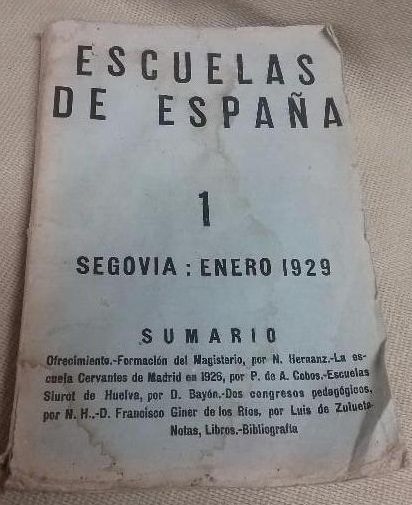 ESCUELAS
DE ESPAÑA
1
SEGOVIA : ENERO 1929
SUMARIO
Ofrecimiento.-Formación del Magisterio, por N. Hernanz.-La es-
cuela Cervantes de Madrid en 1926, por P. de A. Cobos.-Escuelas
Siurot de Huelva, por D. Bayón.-Dos congresos pedagógicos,
por N. H..-D. Francisco Giner de los Ríos, por Luis de Zulueta-
Notas, Libros.-Bibliografía